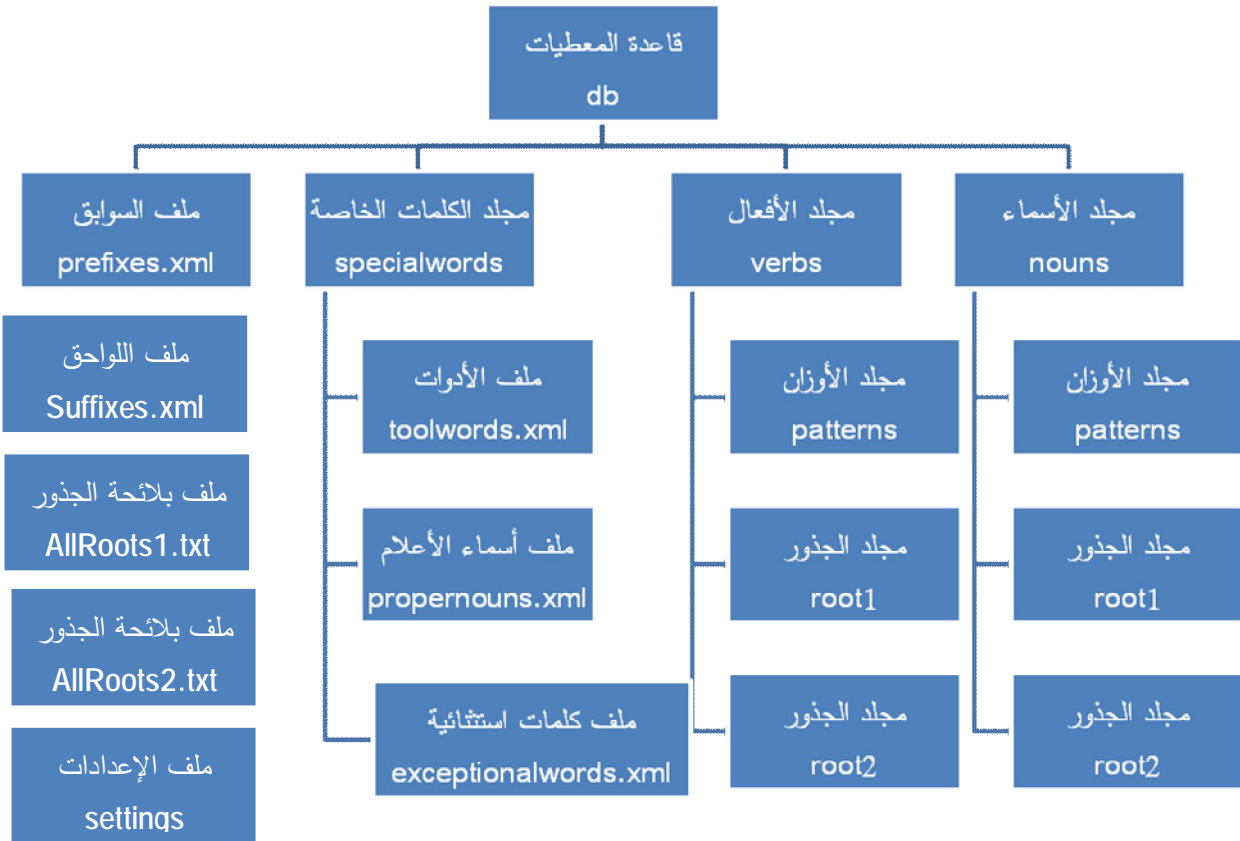 قاعدة المعطيات
db
مجلد الأسماء
nouns
مجلد الأفعال
verbs
مجلد الكلمات الخاصة
specialwords
ملف السوابق
prefixes.xml
مجلد الأوزان
patterns
مجلد الجذور
root1
مجلد الجذور
root2
مجلد الأوزان
patterns
مجلد الجذور
root1
مجلد الجذور
root2
ملف الأدوات
toolwords.xml
ملف أسماء الأعلام
propernouns.xml
ملف كلمات استثنائية
exceptionalwords.xml
ملف اللواحق
Suffixes.xml
ملف بلائحة الجذور
AllRoots1.txt
ملف بلائحة الجذور
AllRoots2.txt
ملف الإعدادات
settings